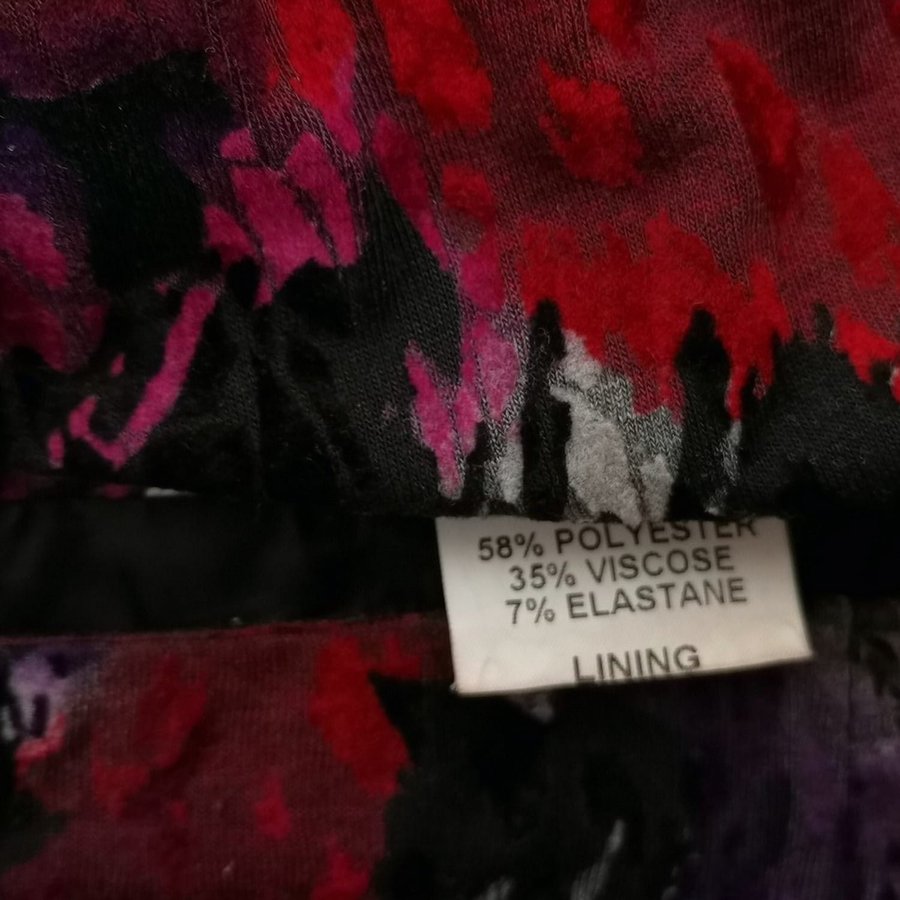 58% POLYESTER
35% VISCOSE
7% ELASTANE
LINING